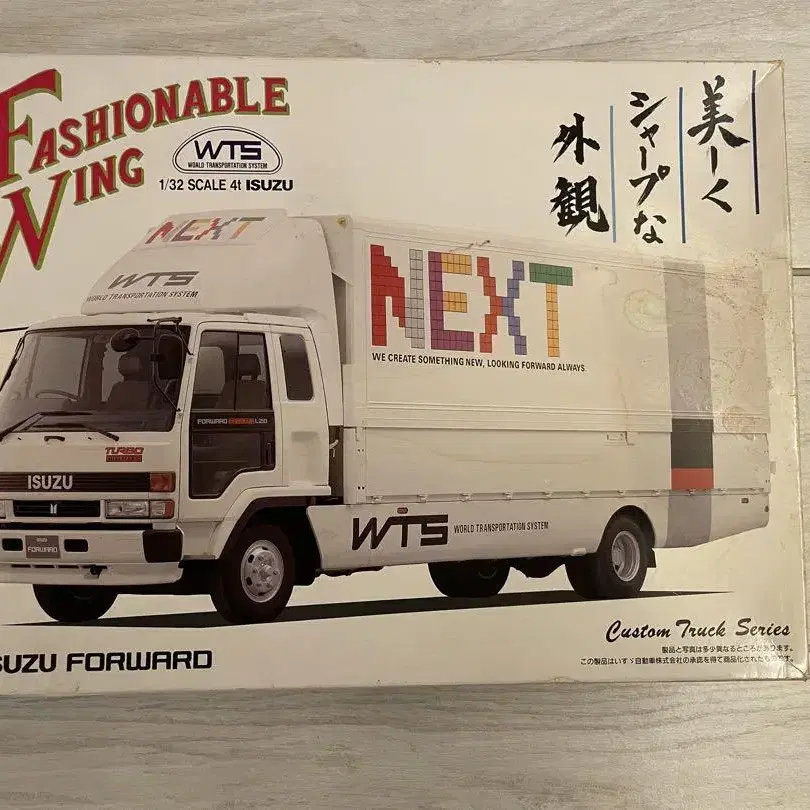 FASHIONABLE
WING
WTS
WORLD TRANSPORTATION SYSTEM
1/32 SCALE 4t ISUZU
美しく
シャープな
外観
NEXT
WTS
WORLD TRANSPORTATION SYSTEM
NEXT
WE CREATE SOMETHING NEW, LOOKING FORWARD ALWAYS.
FORWARD
TURBO
ISUZU
FORWARD
WTS
WORLD TRANSPORTATION SYSTEM
Custom Truck Series
製品と写真は多少異なるところがあります。
この製品はいすゞ自動車株式会社の承認を得て商品化されたものです。
SUZU FORWARD